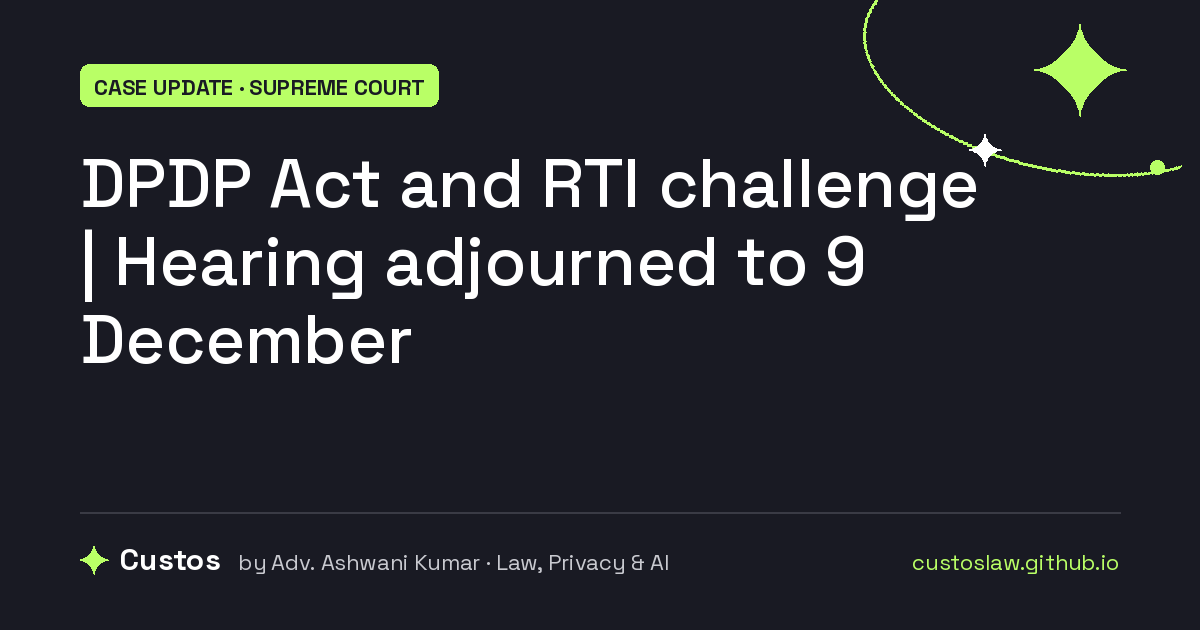 CASE UPDATE · SUPREME COURT
DPDP Act and RTI challenge
| Hearing adjourned to 9
December
Custos by Adv. Ashwani Kumar · Law, Privacy & AI
custoslaw.github.io